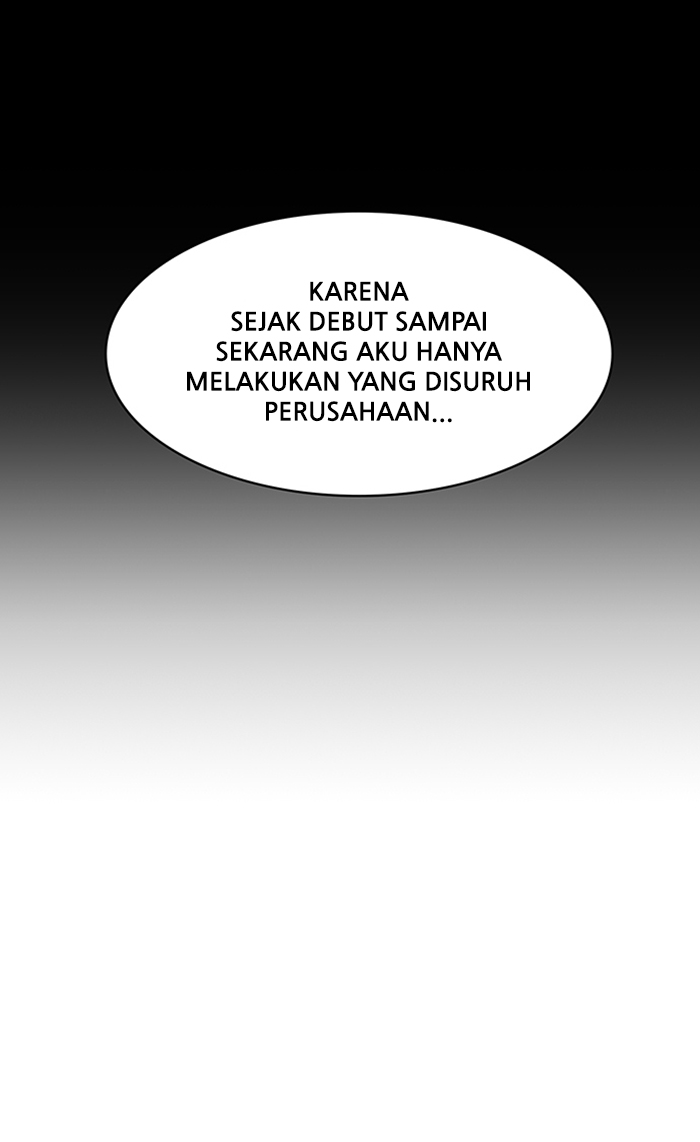 KARENA
SEJAK DEBUT SAMPAI
SEKARANG AKU HANYA
MELAKUKAN YANG DISURUH
PERUSAHAAN...